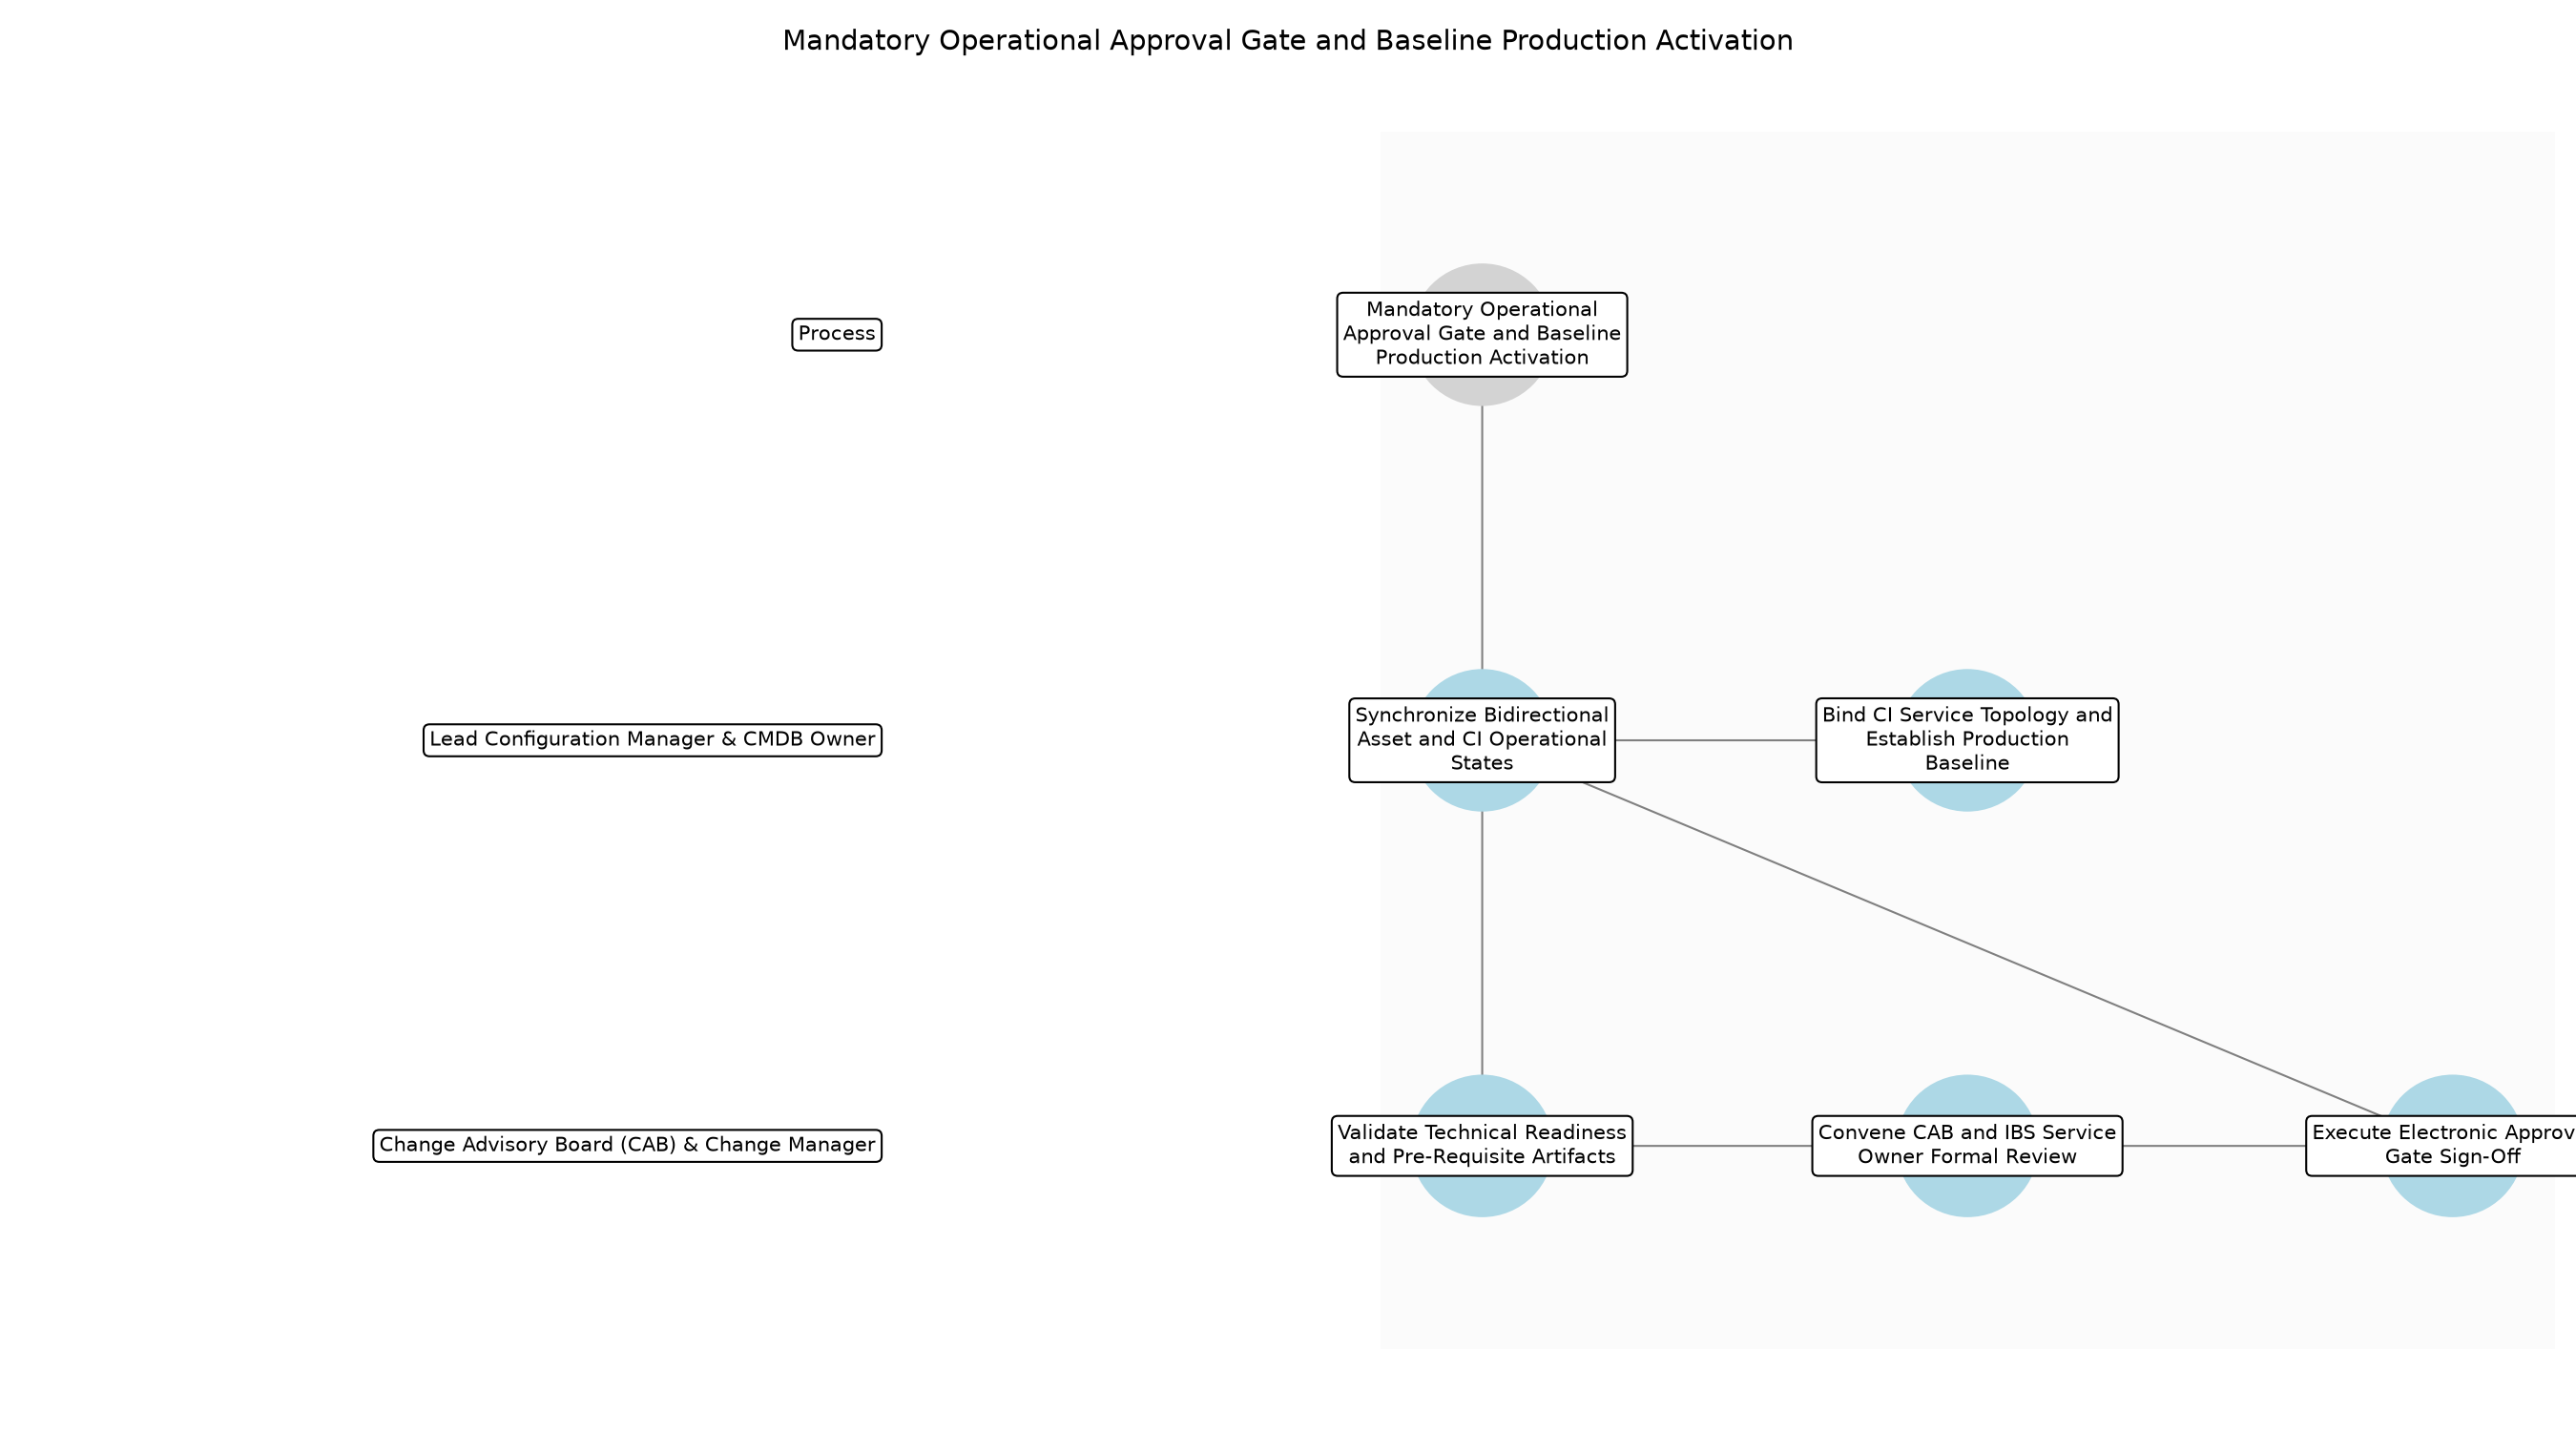 Mandatory Operational Approval Gate and Baseline Production Activation
Process
Mandatory Operational
Approval Gate and Baseline
Production Activation
Lead Configuration Manager & CMDB Owner
Synchronize Bidirectional
Asset and CI Operational
States
Bind CI Service Topology and
Establish Production
Baseline
Change Advisory Board (CAB) & Change Manager
Validate Technical Readiness
and Pre-Requisite Artifacts
Convene CAB and IBS Service
Owner Formal Review
Execute Electronic Approv
Gate Sign-Off